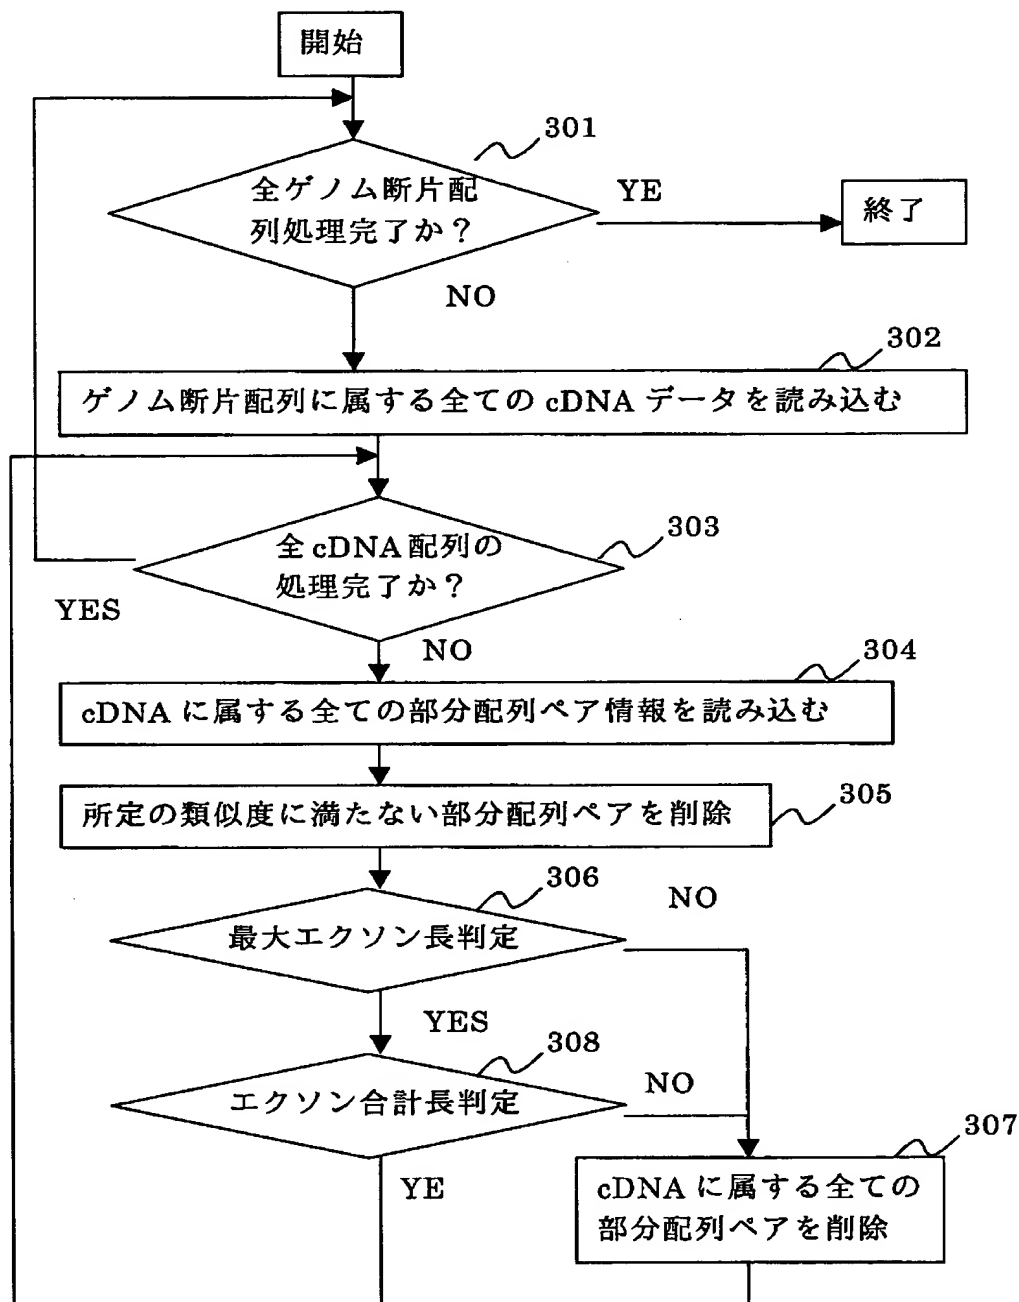 開始
301
全ゲノム断片配
列処理完了か？
YE
終了
NO
302
ゲノム断片配列に属する全ての cDNA データを読み込む
303
全 cDNA 配列の
処理完了か？
YES
NO
304
cDNA に属する全ての部分配列ペア情報を読み込む
305
所定の類似度に満たない部分配列ペアを削除
306
NO
最大エクソン長判定
YES
308
NO
エクソン合計長判定
307
YE
cDNA に属する全ての
部分配列ペアを削除